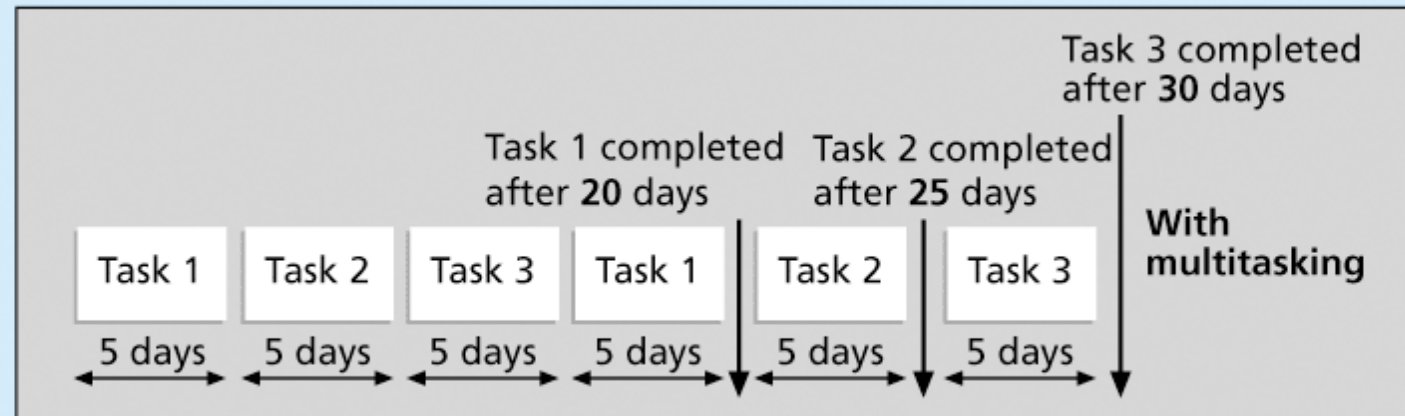 Task 3 completed
after 30 days
Task 1 completed
after 20 days
Task 2 completed
after 25 days
With
multitasking
Task 1
Task 2
Task 3
Task 1
Task 2
Task 3
5 days
5 days
5 days
5 days
5 days
5 days